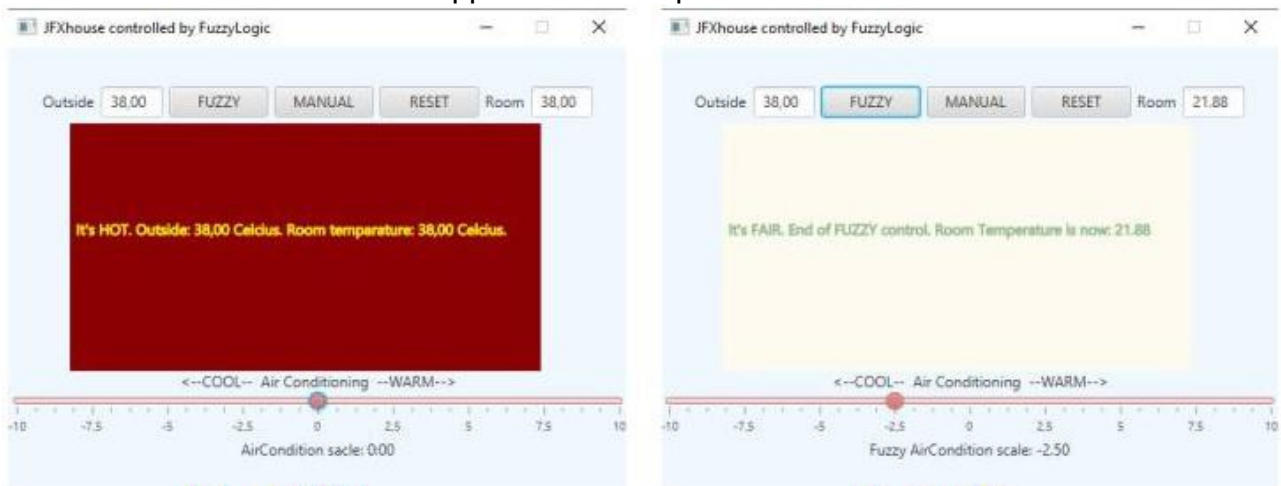 JFXhouse controlled by FuzzyLogic
Outside 38,00 FUZZY MANUAL RESET Room 38,00
It's HOT. Outside: 38,00 Celcius. Room temparature: 38,00 Celcius.
<--COOL-- Air Conditioning --WARM-->
-10 -7.5 -5 -2.5 0 2.5 5 7.5 10
AirCondition sacle: 0:00
JFXhouse controlled by FuzzyLogic
Outside 38,00 FUZZY MANUAL RESET Room 21.88
It's FAIR. End of FUZZY control. Room Temperature is now: 21.88
<--COOL-- Air Conditioning --WARM-->
-10 -7.5 -5 -2.5 0 2.5 5 7.5 10
Fuzzy AirCondition scale: -2.50